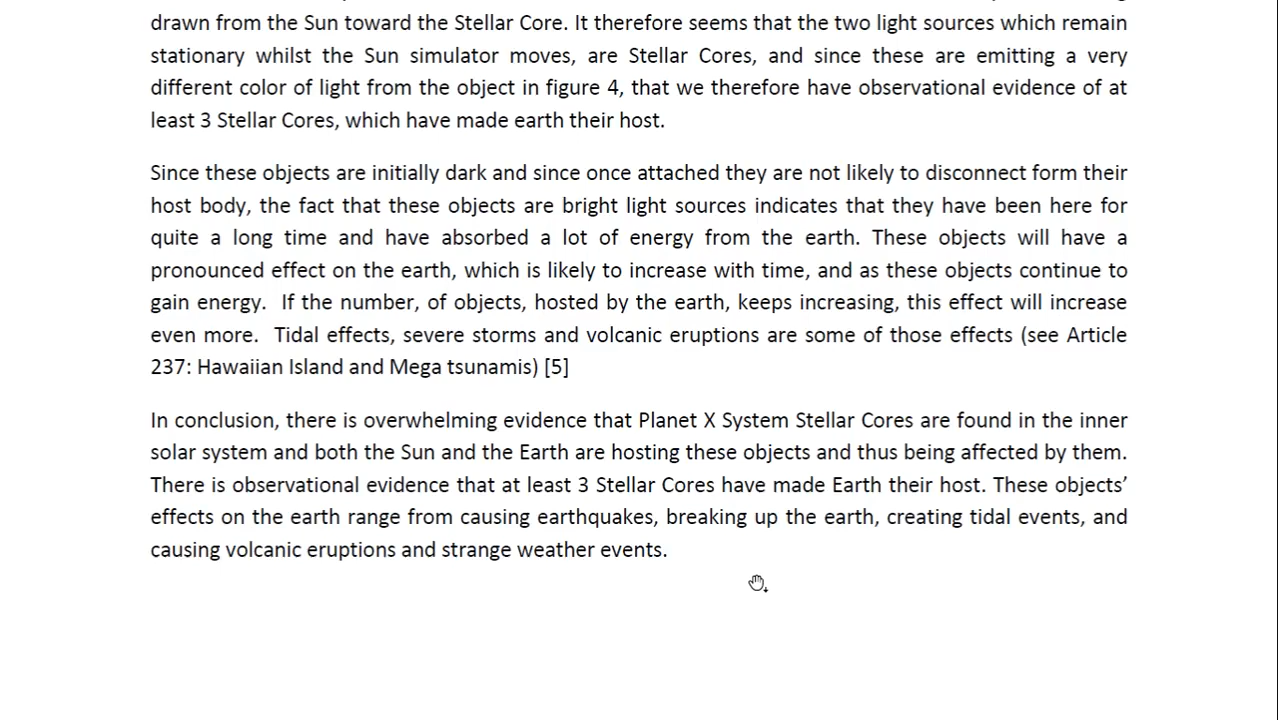 drawn from the Sun toward the Stellar Core. It therefore seems that the two light sources which remain
stationary whilst the Sun simulator moves, are Stellar Cores, and since these are emitting a very
different color of light from the object in figure 4, that we therefore have observational evidence of at
least 3 Stellar Cores, which have made earth their host.
Since these objects are initially dark and since once attached they are not likely to disconnect form their
host body, the fact that these objects are bright light sources indicates that they have been here for
quite a long time and have absorbed a lot of energy from the earth. These objects will have a
pronounced effect on the earth, which is likely to increase with time, and as these objects continue to
gain energy.  If the number, of objects, hosted by the earth, keeps increasing, this effect will increase
even more.  Tidal effects, severe storms and volcanic eruptions are some of those effects (see Article
237: Hawaiian Island and Mega tsunamis) [5]
In conclusion, there is overwhelming evidence that Planet X System Stellar Cores are found in the inner
solar system and both the Sun and the Earth are hosting these objects and thus being affected by them.
There is observational evidence that at least 3 Stellar Cores have made Earth their host. These objects’
effects on the earth range from causing earthquakes, breaking up the earth, creating tidal events, and
causing volcanic eruptions and strange weather events.